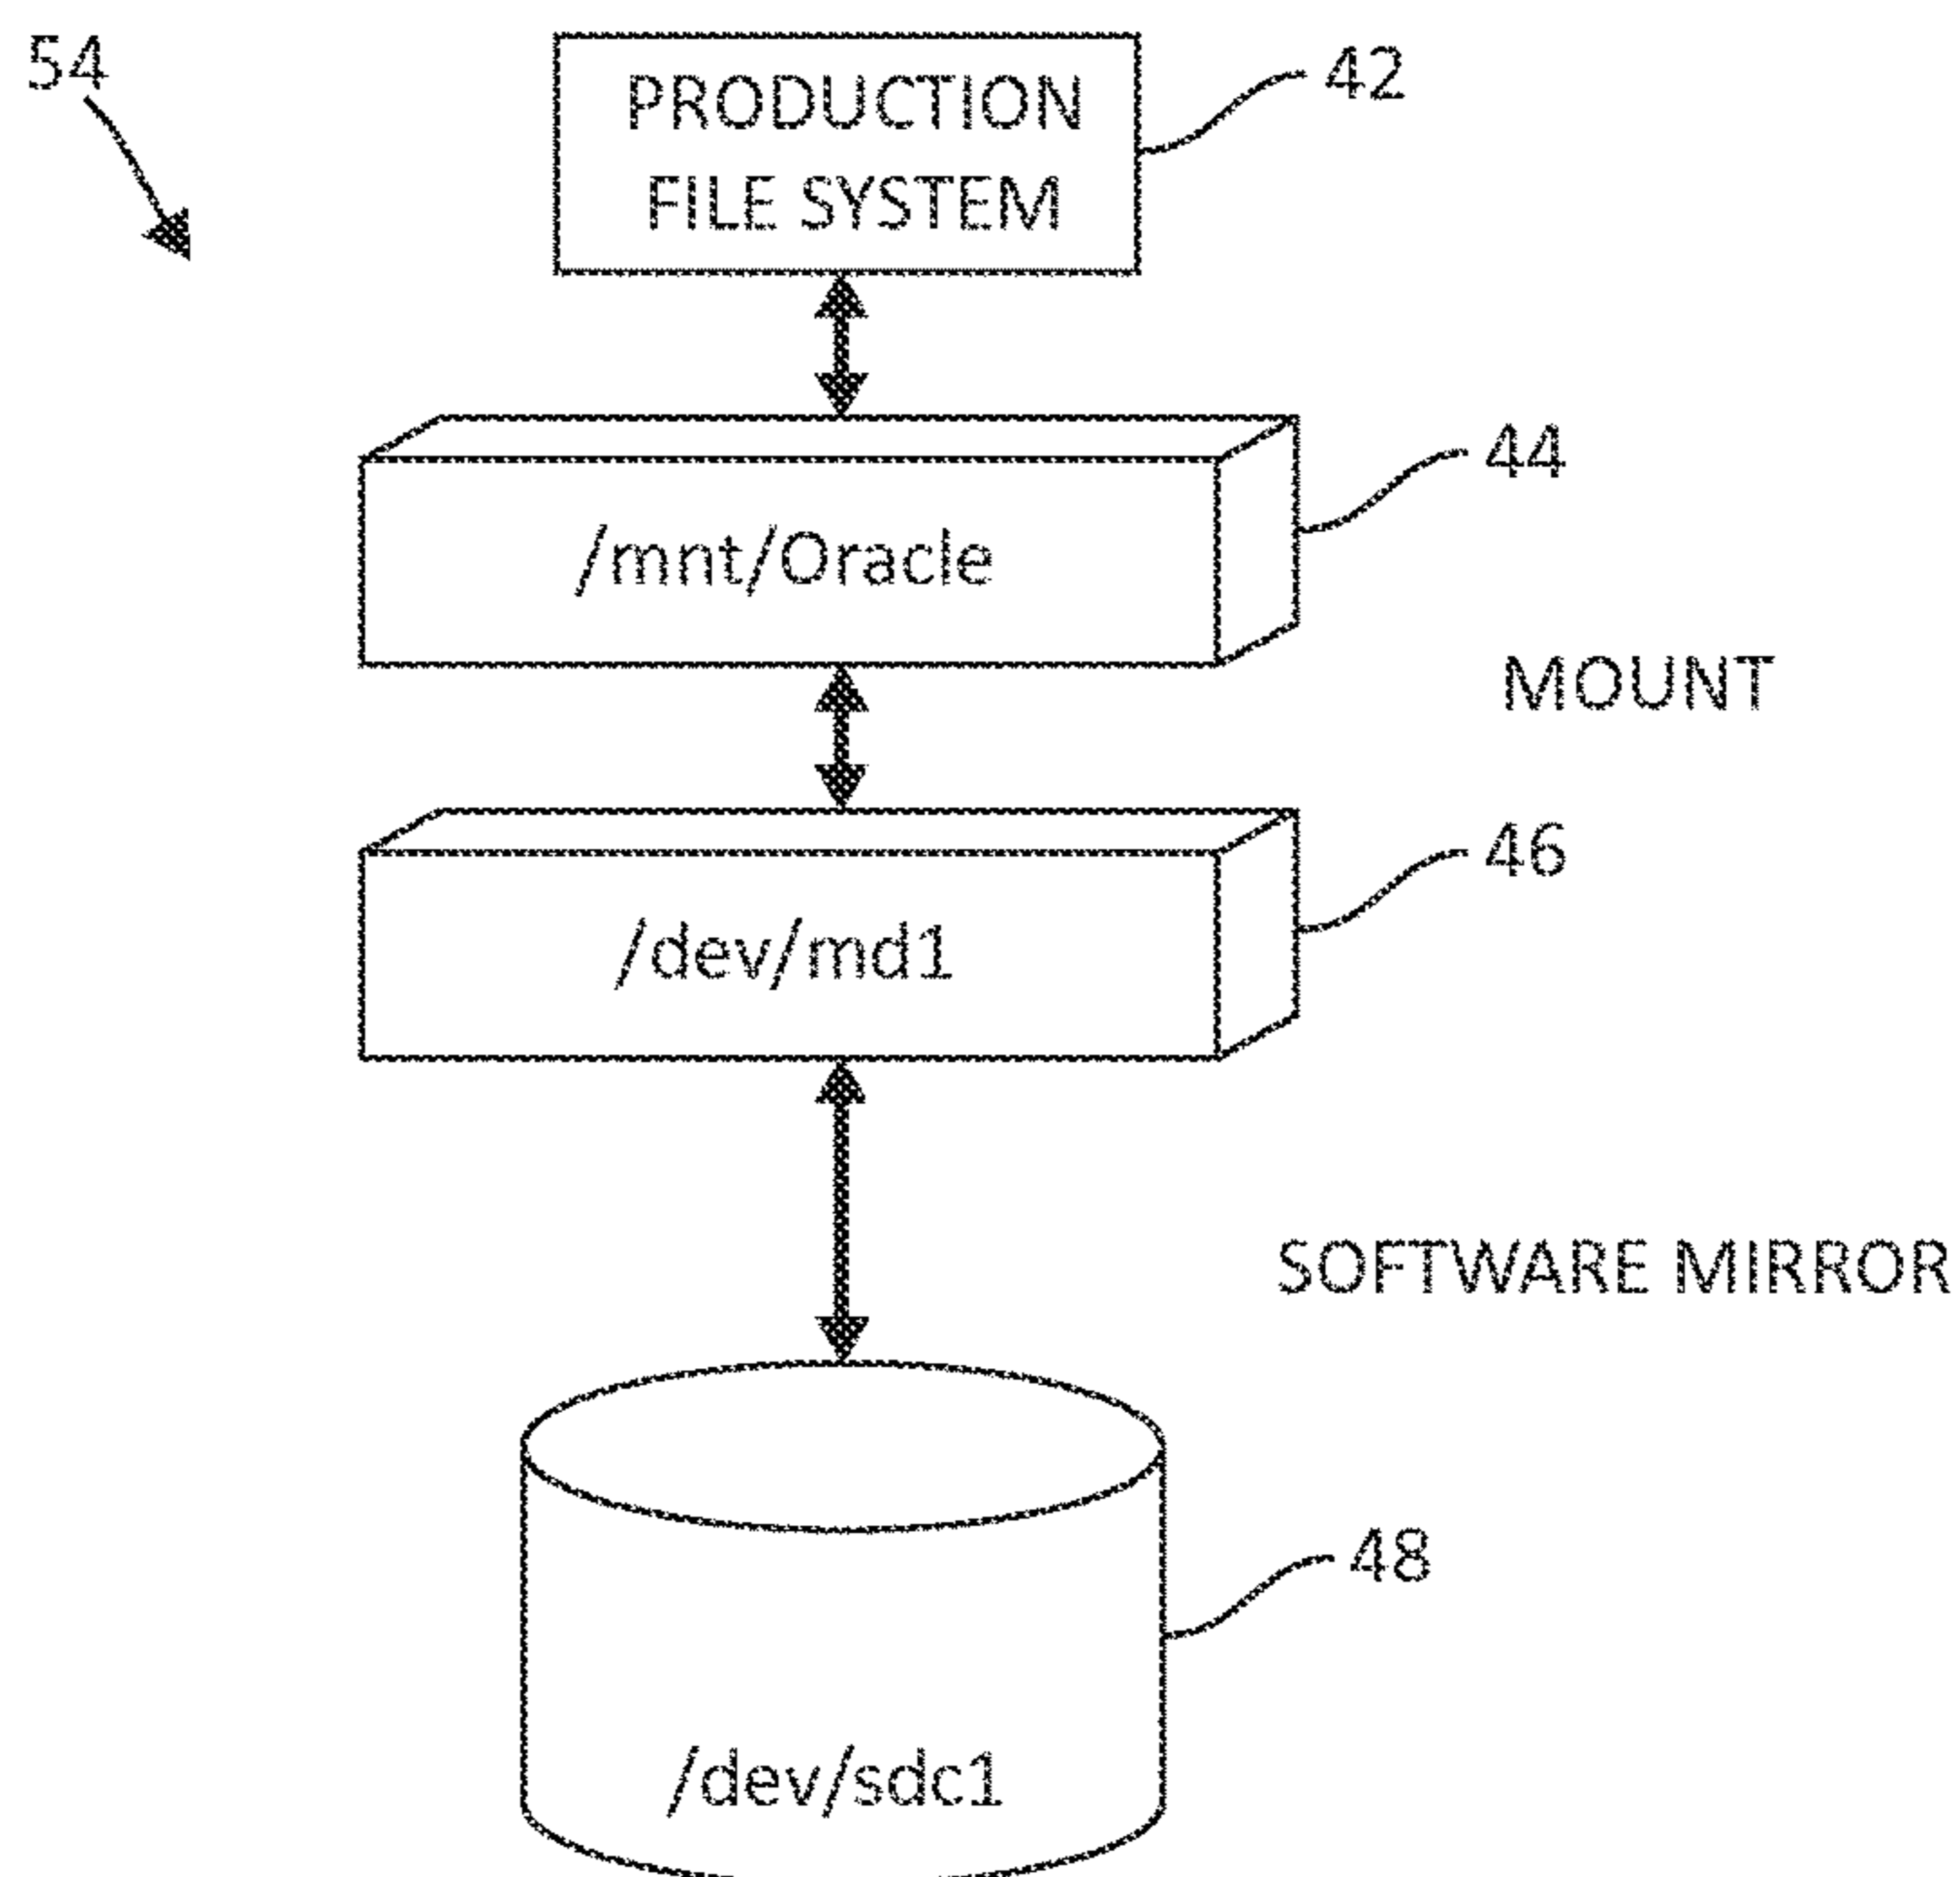 54
PRODUCTION
FILE SYSTEM
42
/mnt/Oracle
44
MOUNT
/dev/md1
46
SOFTWARE MIRROR
48
/dev/sdc1